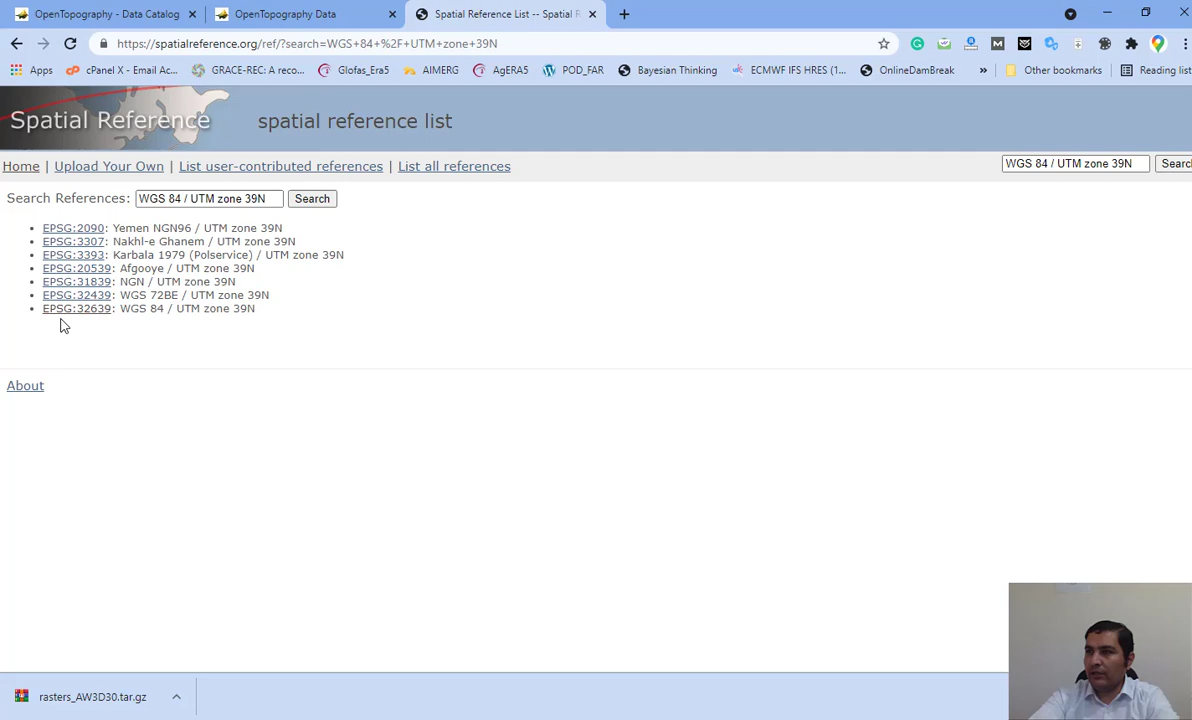 OpenTopography - Data Catalog
OpenTopography Data
Spatial Reference List -- Spatial R
https://spatialreference.org/ref/?search=WGS+84+%2F+UTM+zone+39N
Apps
cPanel X - Email Ac...
GRACE-REC: A reco...
Glofas_Era5
AIMERG
AgERA5
POD_FAR
Bayesian Thinking
ECMWF IFS HRES (1...
OnlineDamBreak
»
Other bookmarks
Reading list
Spatial Reference
spatial reference list
Home | Upload Your Own | List user-contributed references | List all references
WGS 84 / UTM zone 39N
Search
Search References: WGS 84 / UTM zone 39N Search
• EPSG:2090: Yemen NGN96 / UTM zone 39N
• EPSG:3307: Nakhl-e Ghanem / UTM zone 39N
• EPSG:3393: Karbala 1979 (Polservice) / UTM zone 39N
• EPSG:20539: Afgooye / UTM zone 39N
• EPSG:31839: NGN / UTM zone 39N
• EPSG:32439: WGS 72BE / UTM zone 39N
• EPSG:32639: WGS 84 / UTM zone 39N
About
rasters_AW3D30.tar.gz